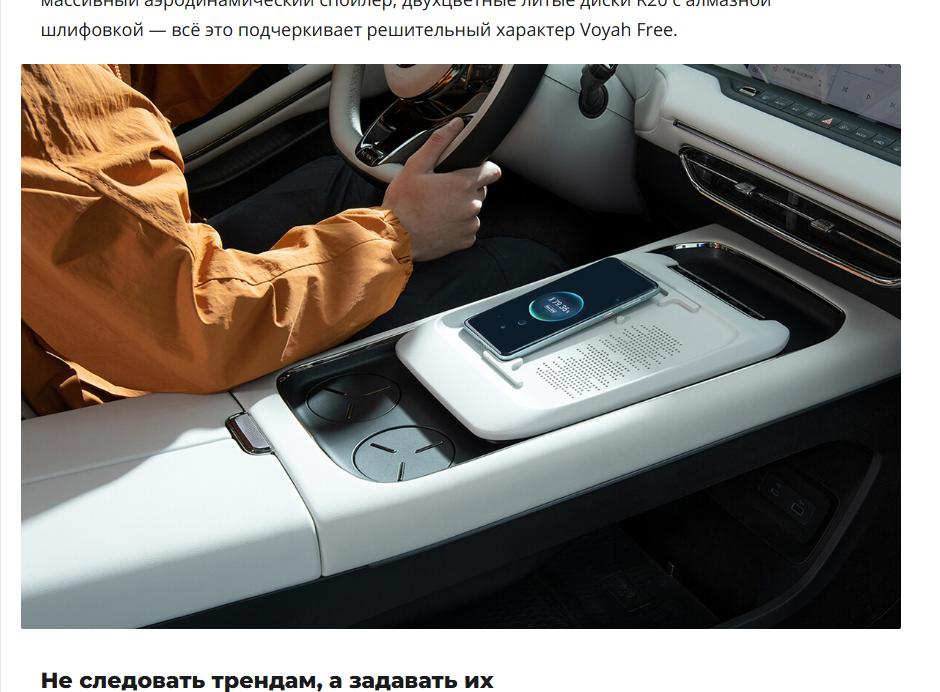 массивный аэродинамический спойлер, двухцветные литые диски R20 с алмазной
шлифовкой — всё это подчеркивает решительный характер Voyah Free.
Не следовать трендам, а задавать их